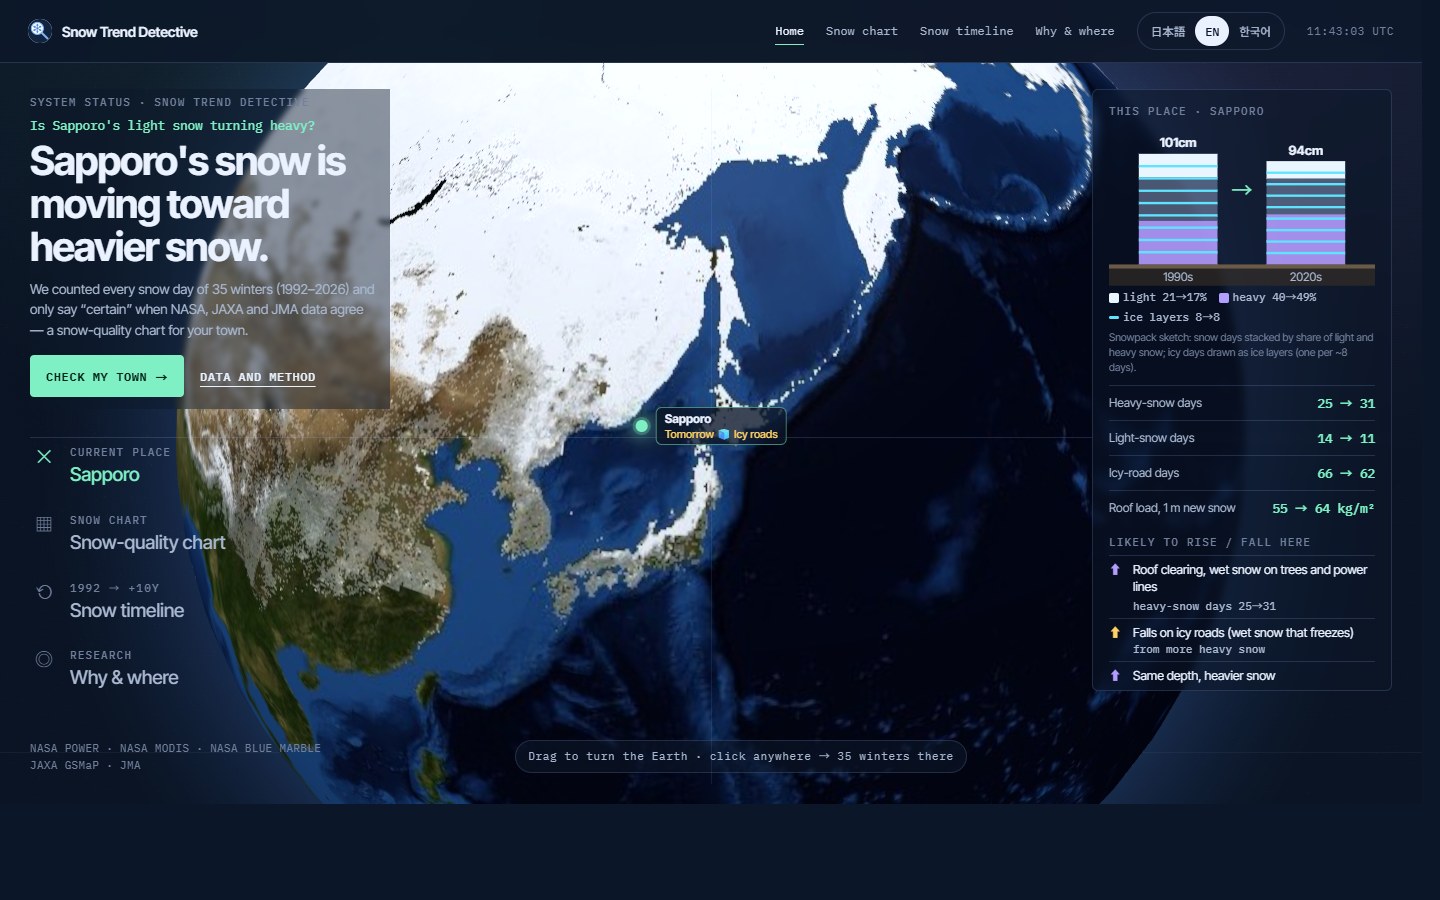 Snow Trend Detective
Home
Snow chart
Snow timeline
Why & where
日本語
EN
한국어
11:43:03 UTC
SYSTEM STATUS · SNOW TREND DETECTIVE
Is Sapporo's light snow turning heavy?
Sapporo's snow is
moving toward
heavier snow.
We counted every snow day of 35 winters (1992–2026) and
only say “certain” when NASA, JAXA and JMA data agree
— a snow-quality chart for your town.
CHECK MY TOWN →
DATA AND METHOD
CURRENT PLACE
Sapporo
SNOW CHART
Snow-quality chart
1992 → +10Y
Snow timeline
RESEARCH
Why & where
NASA POWER · NASA MODIS · NASA BLUE MARBLE
JAXA GSMaP · JMA
Sapporo
Tomorrow 🧊 Icy roads
Drag to turn the Earth · click anywhere → 35 winters there
THIS PLACE · SAPPORO
101cm
94cm
→
1990s
2020s
light 21→17%
heavy 40→49%
ice layers 8→8
Snowpack sketch: snow days stacked by share of light and
heavy snow; icy days drawn as ice layers (one per ~8
days).
Heavy-snow days 25 → 31
Light-snow days 14 → 11
Icy-road days 66 → 62
Roof load, 1 m new snow 55 → 64 kg/m²
LIKELY TO RISE / FALL HERE
⬆ Roof clearing, wet snow on trees and power
lines
heavy-snow days 25→31
⬆ Falls on icy roads (wet snow that freezes)
from more heavy snow
⬆ Same depth, heavier snow